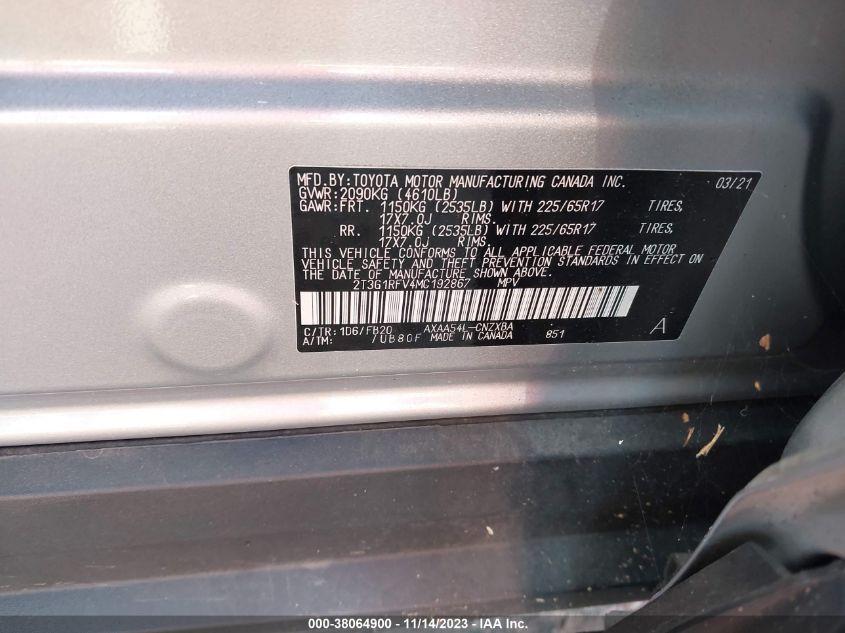 MFD.BY:TOYOTA MOTOR MANUFACTURING CANADA INC. 03/21
GVWR:2090KG (4610LB)
GAWR:FRT. 1150KG (2535LB) WITH 225/65R17 TIRES,
17X7.0J RIMS.
RR. 1150KG (2535LB) WITH 225/65R17 TIRES,
17X7.0J RIMS.
THIS VEHICLE CONFORMS TO ALL APPLICABLE FEDERAL MOTOR
VEHICLE SAFETY AND THEFT PREVENTION STANDARDS IN EFFECT ON
THE DATE OF MANUFACTURE SHOWN ABOVE.
2T3G1RFV4MC192867 MPV
C/TR:1D6/FB20 AXAA54L-CNZXBA 851 A
A/TM: /UB80F MADE IN CANADA
000-38064900 - 11/14/2023 - IAA Inc.